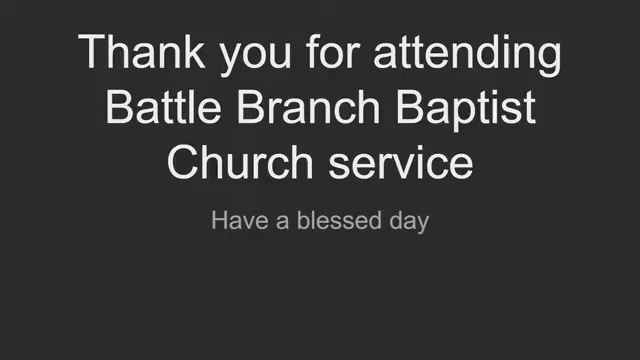 Thank you for attending
Battle Branch Baptist
Church service
Have a blessed day